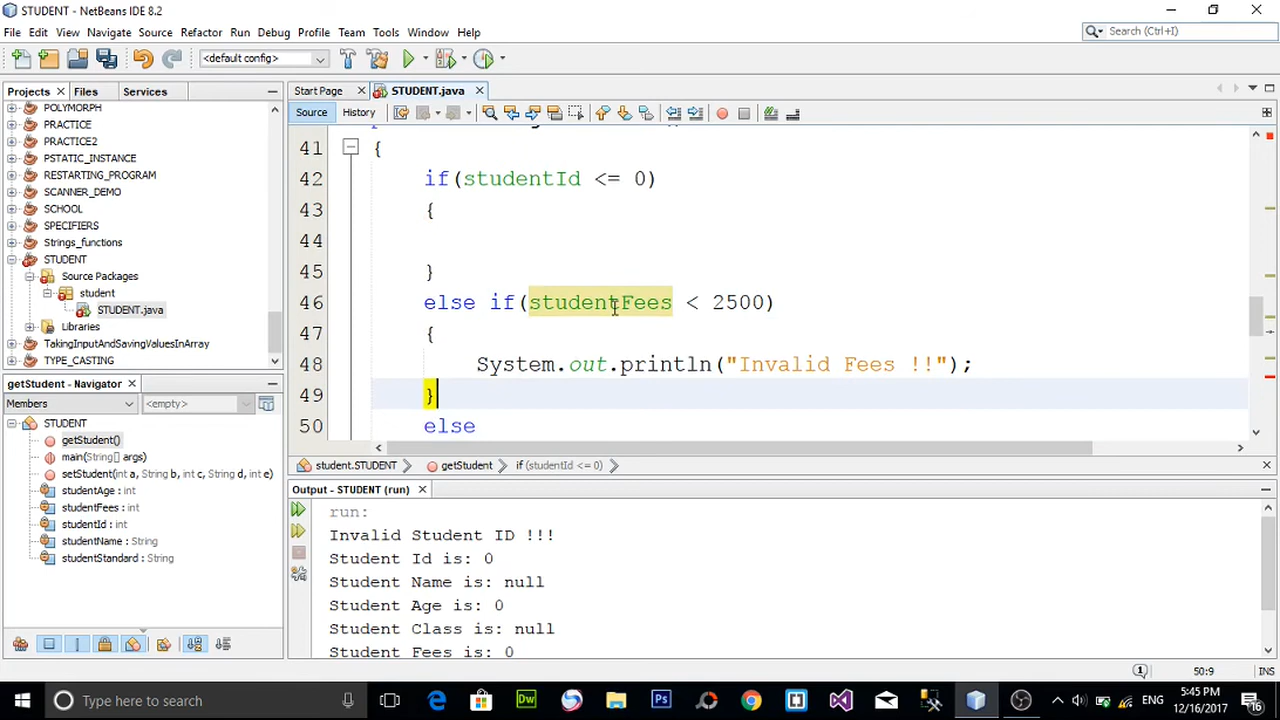 STUDENT - NetBeans IDE 8.2
File Edit View Navigate Source Refactor Run Debug Profile Team Tools Window Help
Search (Ctrl+I)
<default config>
Projects Files Services
POLYMORPH
PRACTICE
PRACTICE2
PSTATIC_INSTANCE
RESTARTING_PROGRAM
SCANNER_DEMO
SCHOOL
SPECIFIERS
Strings_functions
STUDENT
Source Packages
student
STUDENT.java
Libraries
TakingInputAndSavingValuesInArray
TYPE_CASTING
getStudent - Navigator
Members <empty>
STUDENT
getStudent()
main(String[] args)
setStudent(int a, String b, int c, String d, int e)
studentAge : int
studentFees : int
studentId : int
studentName : String
studentStandard : String
Start Page STUDENT.java
Source History
41 {
42 if(studentId <= 0)
43 {
44
45 }
46 else if(studentFees < 2500)
47 {
48 System.out.println("Invalid Fees !!");
49 }
50 else
student.STUDENT getStudent if (studentId <= 0)
Output - STUDENT (run)
run:
Invalid Student ID !!!
Student Id is: 0
Student Name is: null
Student Age is: 0
Student Class is: null
Student Fees is: 0
50:9 INS
Type here to search
Dw
Ps
ENG
5:45 PM
12/16/2017
16